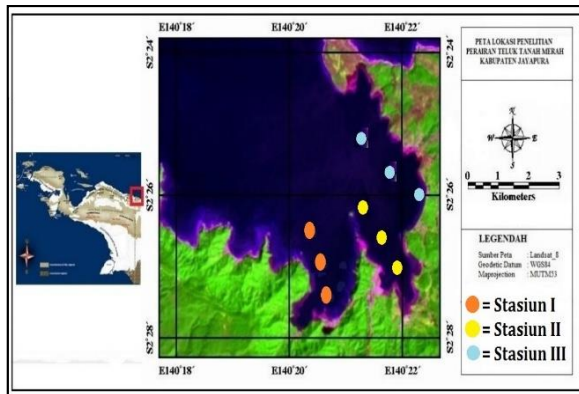 E140°18' E140°20' E140°22'
S2°24' S2°24'
S2°26' S2°26'
S2°28' S2°28'
E140°18' E140°20' E140°22'
PETA LOKASI PENELITIAN
PERAIRAN TELUK TANAH MERAH
KABUPATEN JAYAPURA
N
W E
S
0 1 2 3
Kilometers
LEGENDAH
Sumber Peta : Landsat_8
Geodetic Datum : WGS84
Maprojection : MUTM53
= Stasiun I
= Stasiun II
= Stasiun III